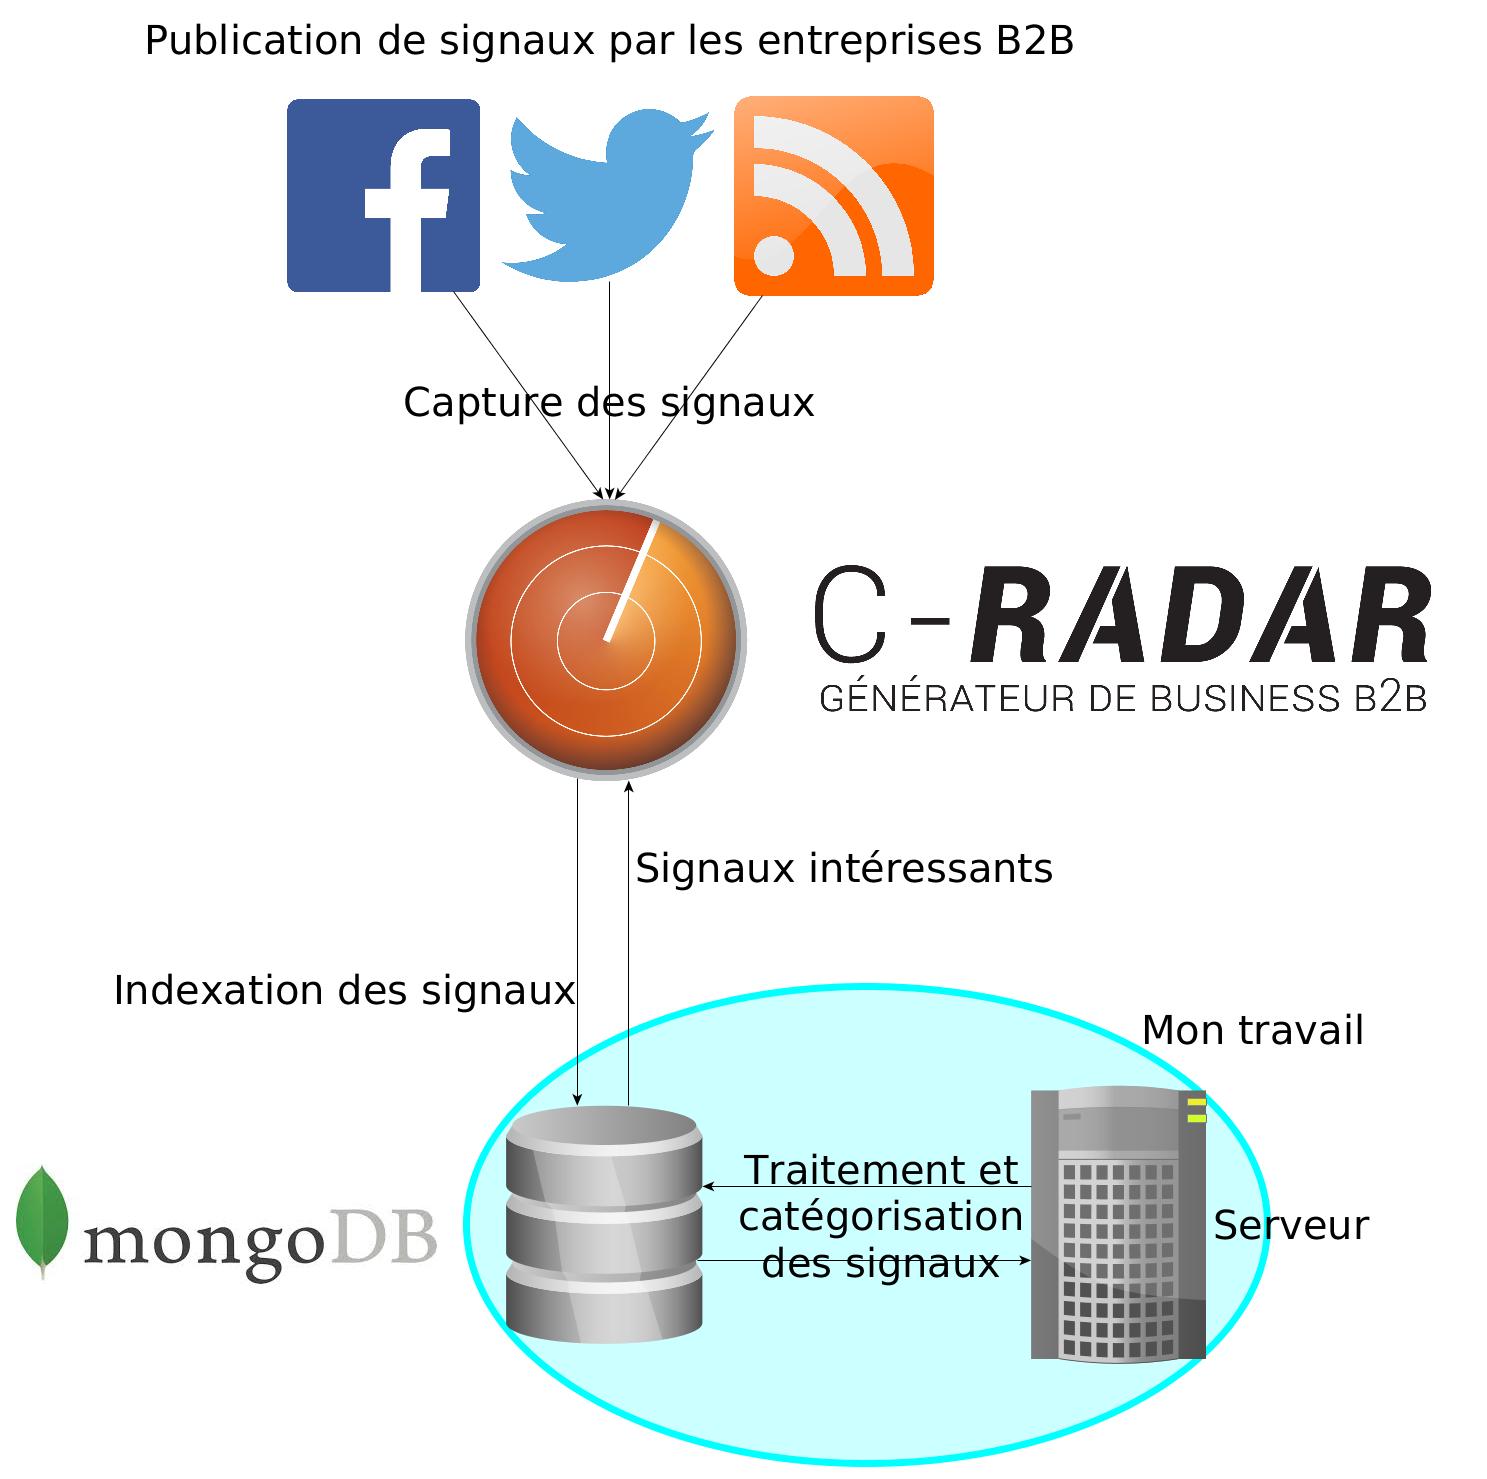 Publication de signaux par les entreprises B2B
Capture des signaux
C-RADAR
GÉNÉRATEUR DE BUSINESS B2B
Signaux intéressants
Indexation des signaux
Mon travail
mongoDB
Traitement et
catégorisation
des signaux
Serveur